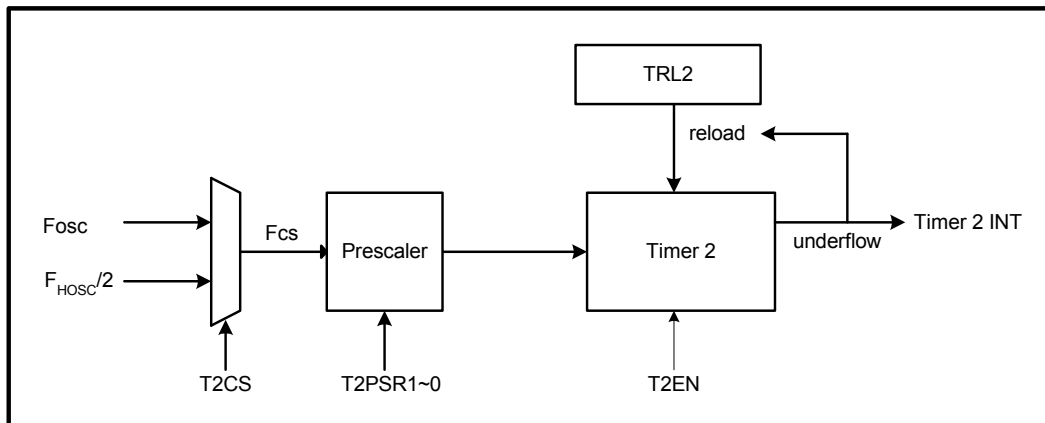 TRL2
reload
Fosc
Fcs
Prescaler
Timer 2
Timer 2 INT
underflow
F_HOSC/2
T2CS
T2PSR1~0
T2EN